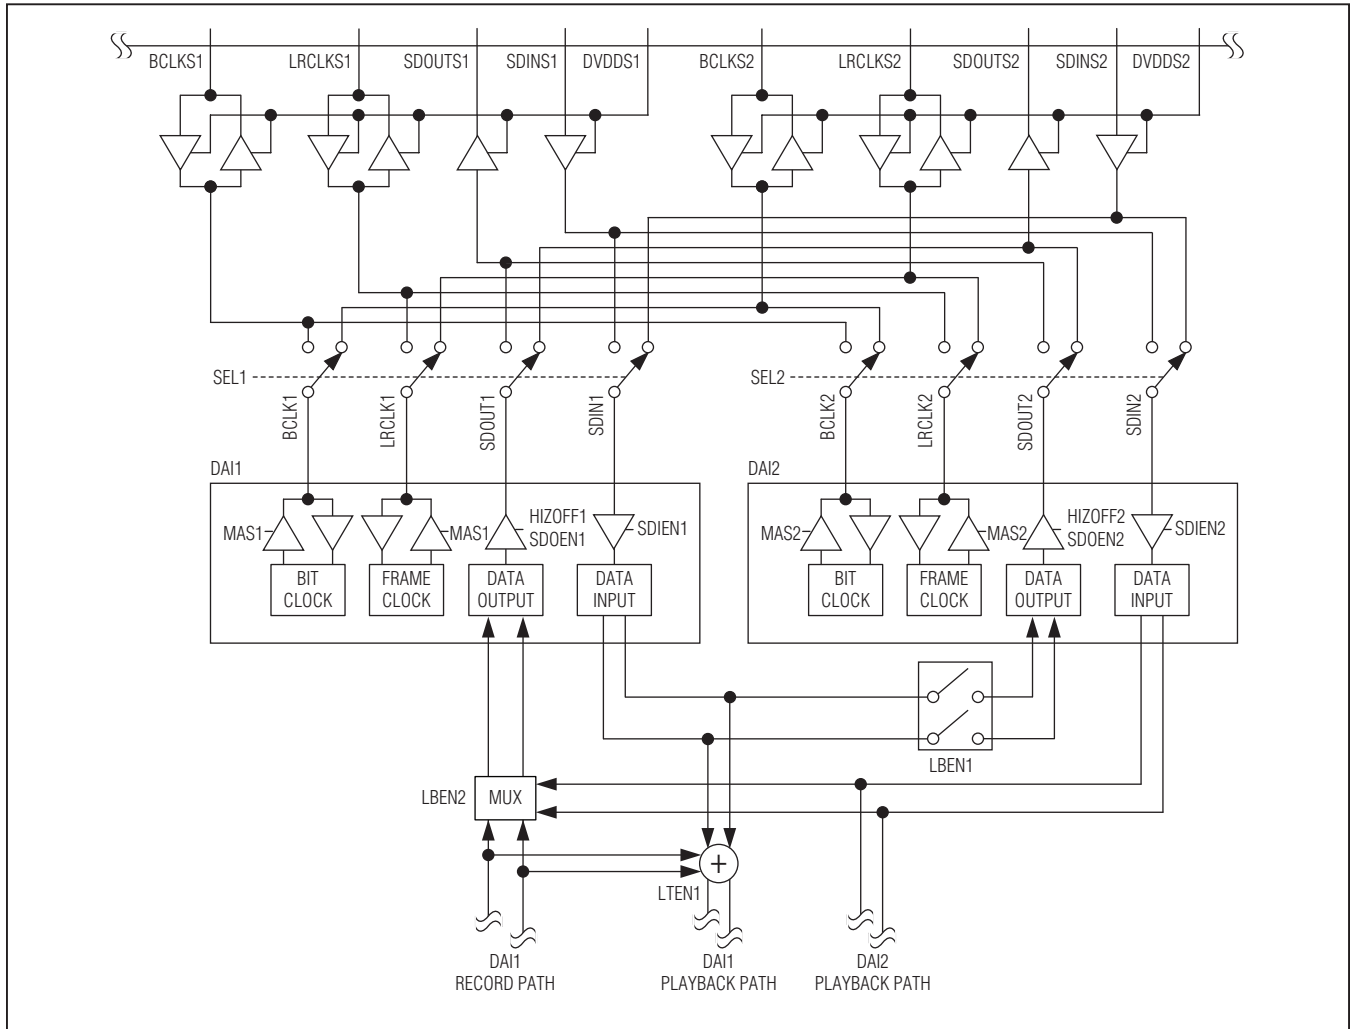 BCLKS1 LRCLKS1 SDOUTS1 SDINS1 DVDDS1 BCLKS2 LRCLKS2 SDOUTS2 SDINS2 DVDDS2
SEL1
SEL2
BCLK1
LRCLK1
SDOUT1
SDIN1
BCLK2
LRCLK2
SDOUT2
SDIN2
DAI1
MAS1
MAS1
HIZOFF1
SDOEN1
SDIEN1
BIT
CLOCK
FRAME
CLOCK
DATA
OUTPUT
DATA
INPUT
DAI2
MAS2
MAS2
HIZOFF2
SDOEN2
SDIEN2
BIT
CLOCK
FRAME
CLOCK
DATA
OUTPUT
DATA
INPUT
LBEN1
LBEN2
MUX
+
LTEN1
DAI1
RECORD PATH
DAI1
PLAYBACK PATH
DAI2
PLAYBACK PATH